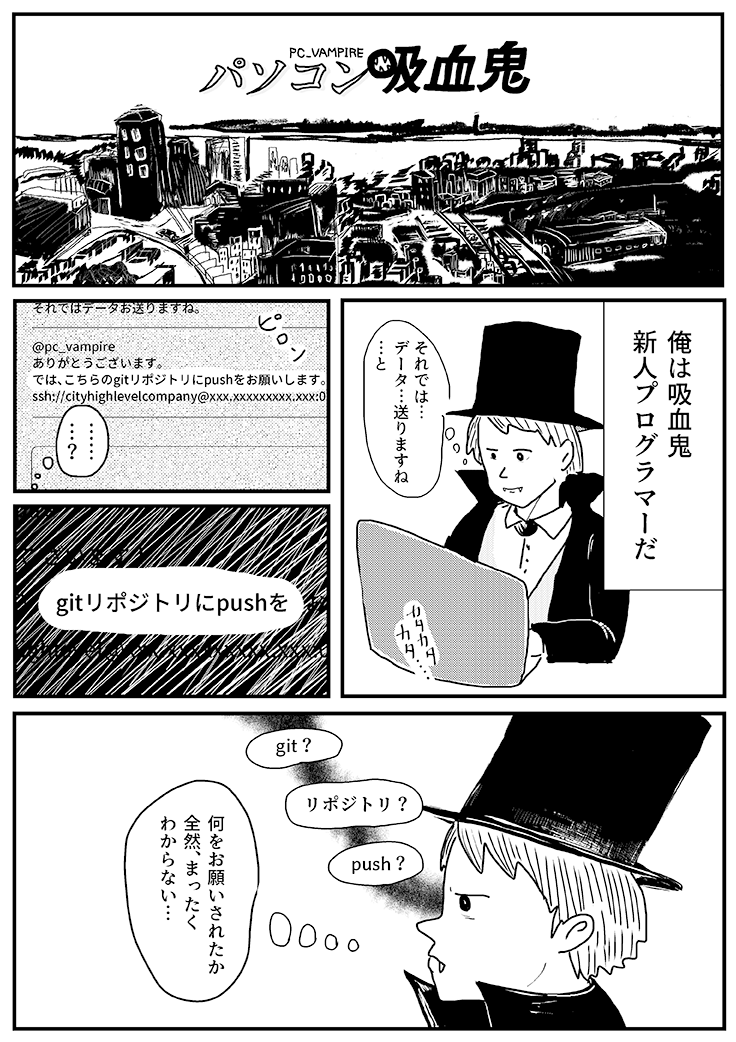 PC_VAMPIRE
パソコン吸血鬼
俺は吸血鬼
新人プログラマーだ
それでは…
データ…送りますね
…と
カタカタ
カタ……
それではデータお送りますね。
ピロン
@pc_vampire
ありがとうございます。
では、こちらのgitリポジトリにpushをお願いします。
ssh://cityhighlevelcompany@xxx.xxxxxxxxx.xxx:0
……
…？
gitリポジトリにpushを
git？
リポジトリ？
push？
何をお願いされたか
全然、まったく
わからない…